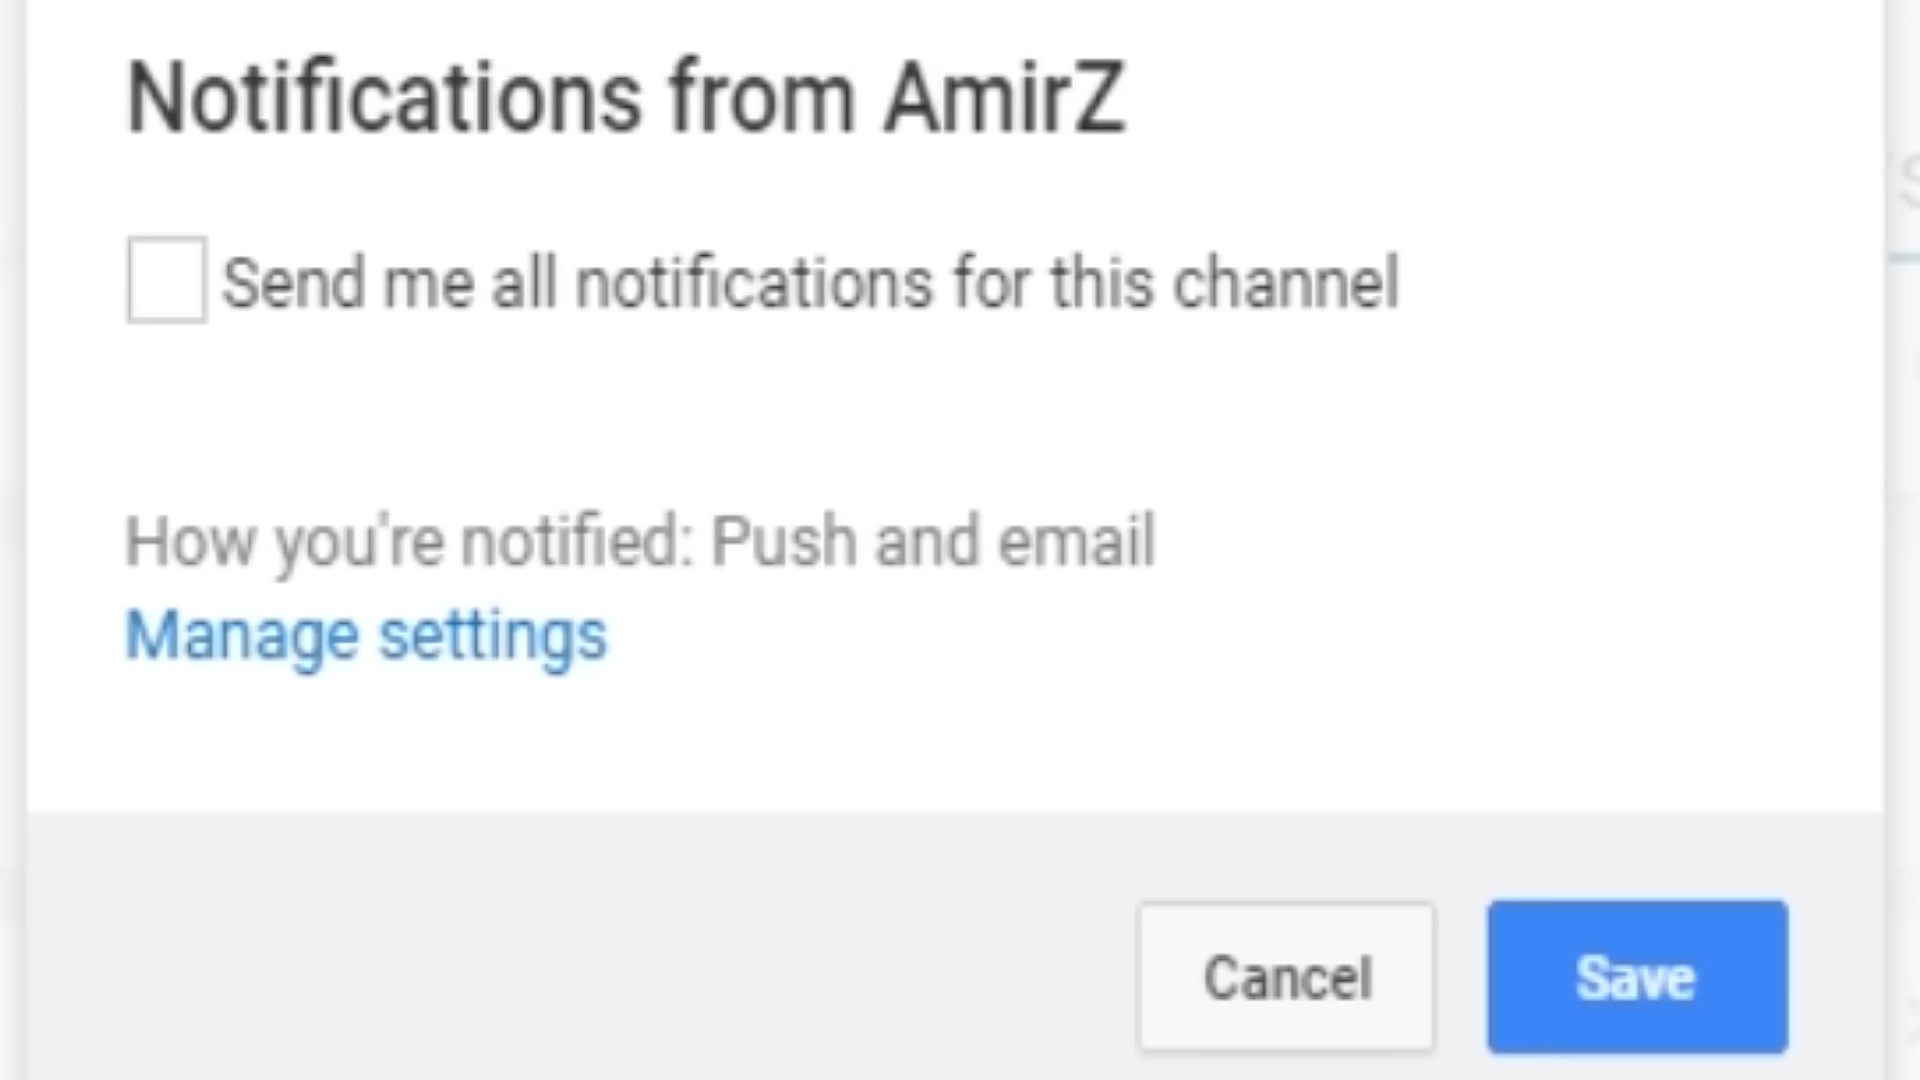 Notifications from AmirZ
Send me all notifications for this channel
How you're notified: Push and email
Manage settings
Cancel
Save